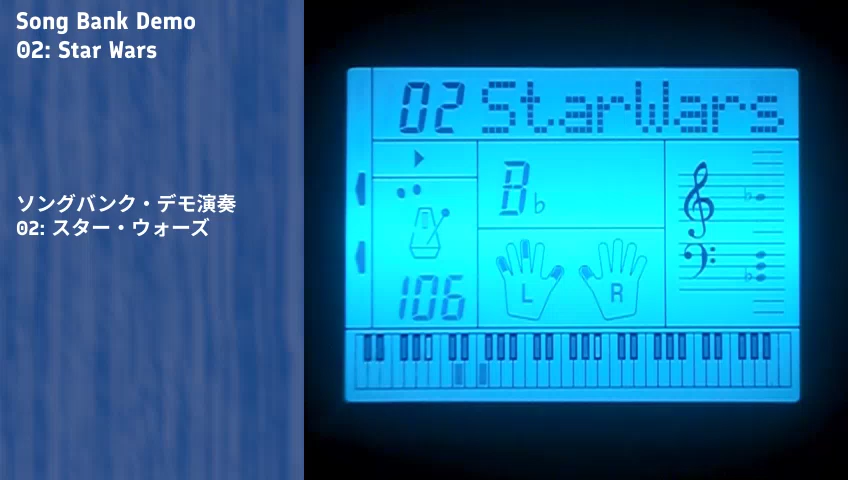 Song Bank Demo
02: Star Wars
ソングバンク・デモ演奏
02: スター・ウォーズ
02 StarWars
B♭
106
L R